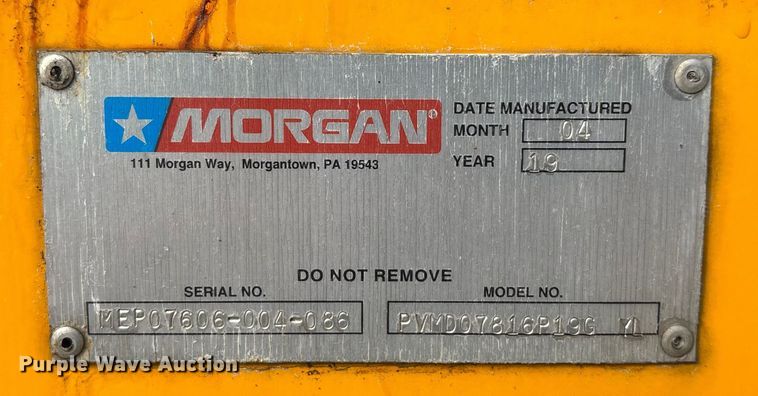 MORGAN®
111 Morgan Way, Morgantown, PA 19543
DATE MANUFACTURED
MONTH 04
YEAR 19
DO NOT REMOVE
SERIAL NO. MODEL NO.
MEP07606-004-086 PVMD07816P19G
Purple Wave Auction